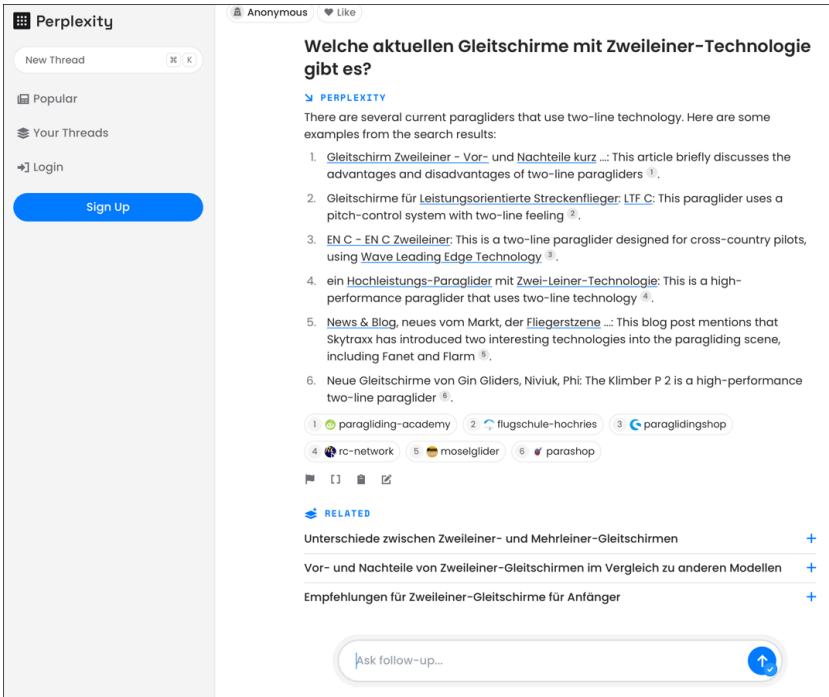 Perplexity
New Thread
⌘ K
Popular
Your Threads
Login
Sign Up
Anonymous
Like
Welche aktuellen Gleitschirme mit Zweileiner-Technologie
gibt es?
PERPLEXITY
There are several current paragliders that use two-line technology. Here are some
examples from the search results:
1. Gleitschirm Zweileiner - Vor- und Nachteile kurz ...: This article briefly discusses the
advantages and disadvantages of two-line paragliders 1.
2. Gleitschirme für Leistungsorientierte Streckenflieger: LTF C: This paraglider uses a
pitch-control system with two-line feeling 2.
3. EN C - EN C Zweileiner: This is a two-line paraglider designed for cross-country pilots,
using Wave Leading Edge Technology 3.
4. ein Hochleistungs-Paraglider mit Zwei-Leiner-Technologie: This is a high-
performance paraglider that uses two-line technology 4.
5. News & Blog, neues vom Markt, der Fliegerstzene ...: This blog post mentions that
Skytraxx has introduced two interesting technologies into the paragliding scene,
including Fanet and Flarm 5.
6. Neue Gleitschirme von Gin Gliders, Niviuk, Phi: The Klimber P 2 is a high-performance
two-line paraglider 6.
1 paragliding-academy 2 flugschule-hochries 3 paraglidingshop
4 rc-network 5 moselglider 6 parashop
RELATED
Unterschiede zwischen Zweileiner- und Mehrleiner-Gleitschirmen
Vor- und Nachteile von Zweileiner-Gleitschirmen im Vergleich zu anderen Modellen
Empfehlungen für Zweileiner-Gleitschirme für Anfänger
Ask follow-up...